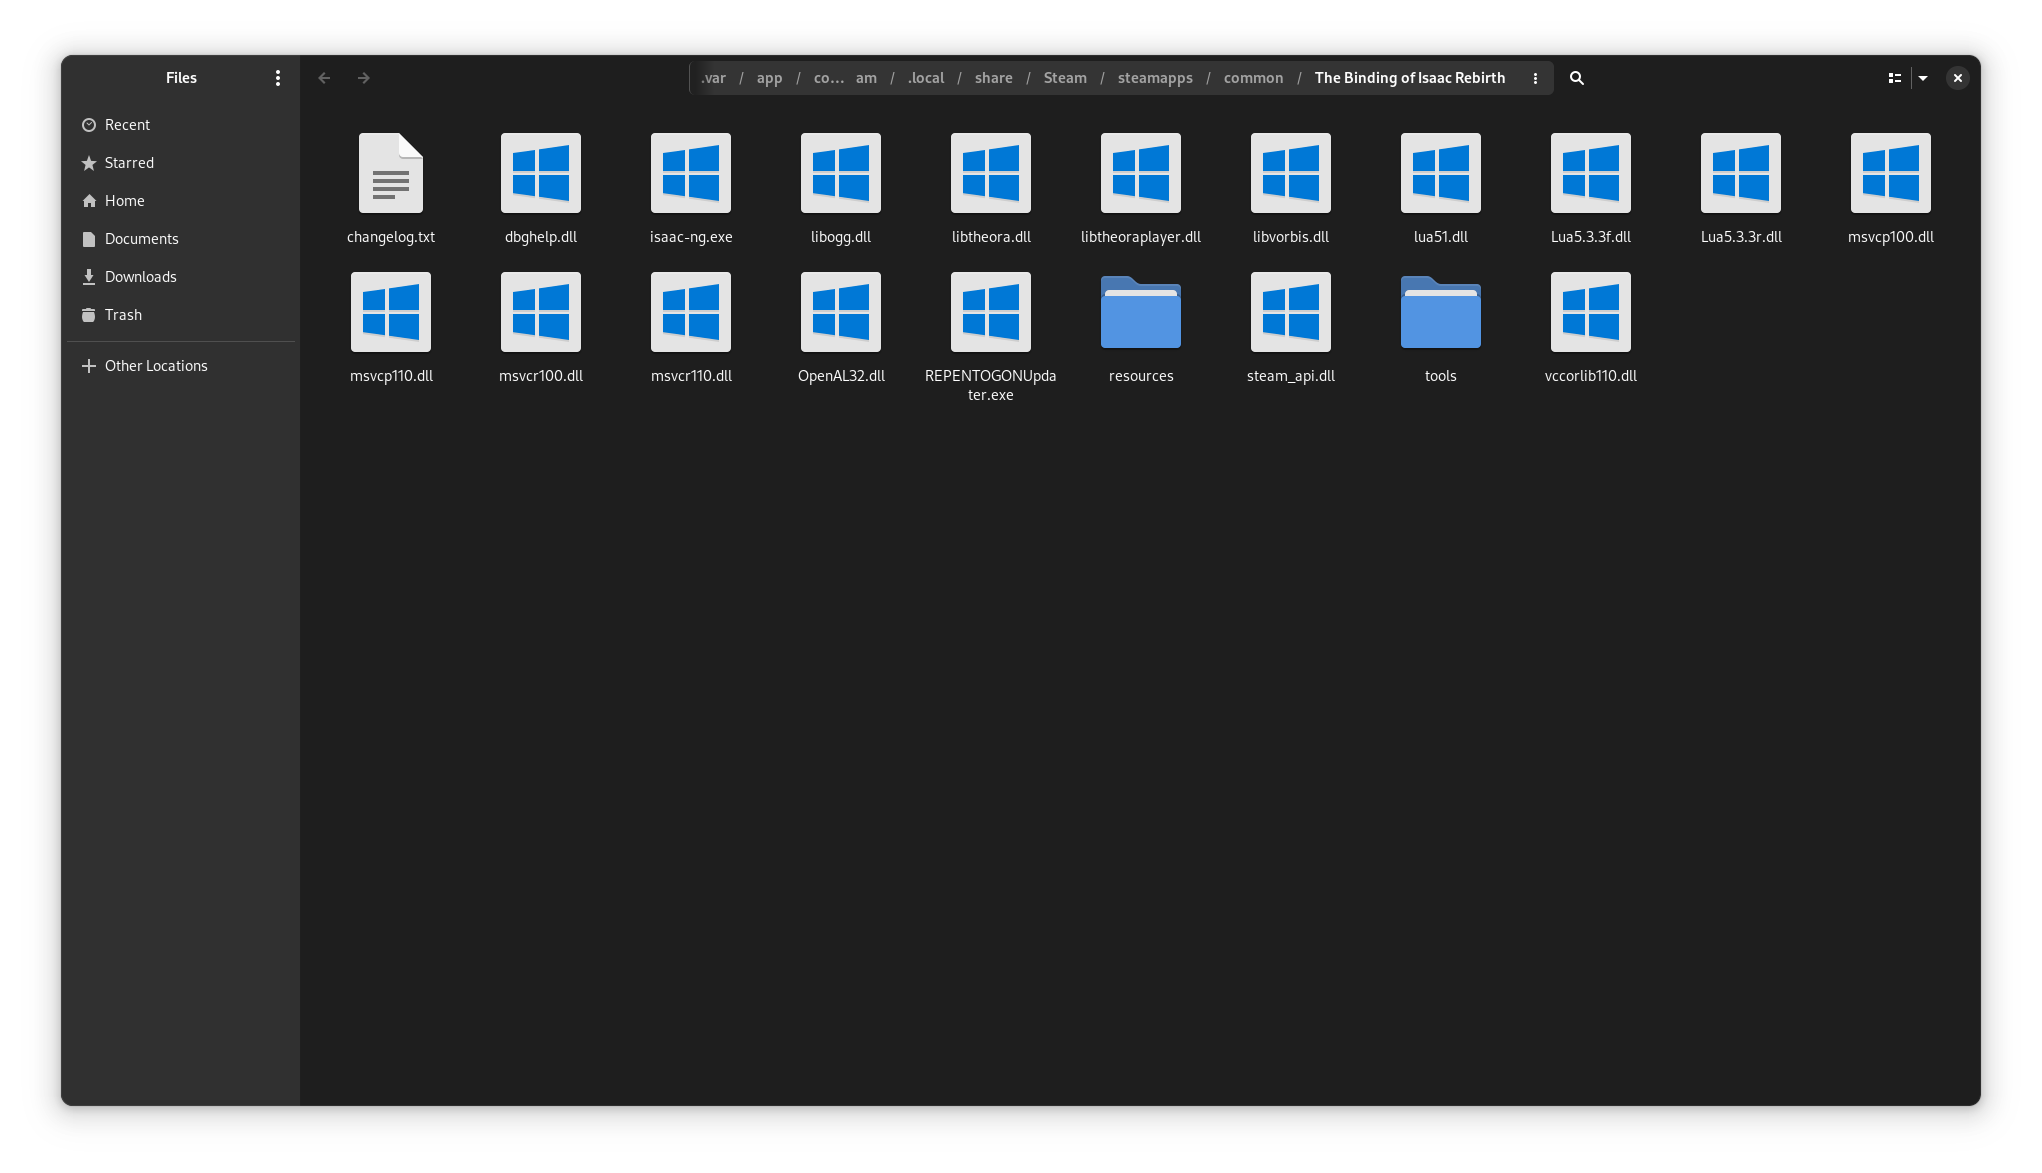 Files
.var / app / co… am / .local / share / Steam / steamapps / common / The Binding of Isaac Rebirth
Recent
Starred
Home
Documents
Downloads
Trash
Other Locations
changelog.txt dbghelp.dll isaac-ng.exe libogg.dll libtheora.dll libtheoraplayer.dll libvorbis.dll lua51.dll Lua5.3.3f.dll Lua5.3.3r.dll msvcp100.dll
msvcp110.dll msvcr100.dll msvcr110.dll OpenAL32.dll REPENTOGONUpda resources steam_api.dll tools vccorlib110.dll
ter.exe